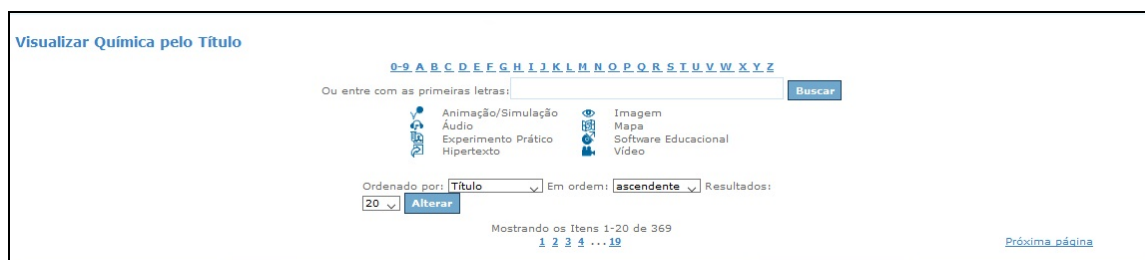 Visualizar Química pelo Título
0-9 A B C D E F G H I J K L M N O P Q R S T U V W X Y Z
Ou entre com as primeiras letras: Buscar
Animação/Simulação Imagem
Áudio Mapa
Experimento Prático Software Educacional
Hipertexto Vídeo
Ordenado por: Título Em ordem: ascendente Resultados:
20 Alterar
Mostrando os Itens 1-20 de 369
1 2 3 4 ... 19 Próxima página